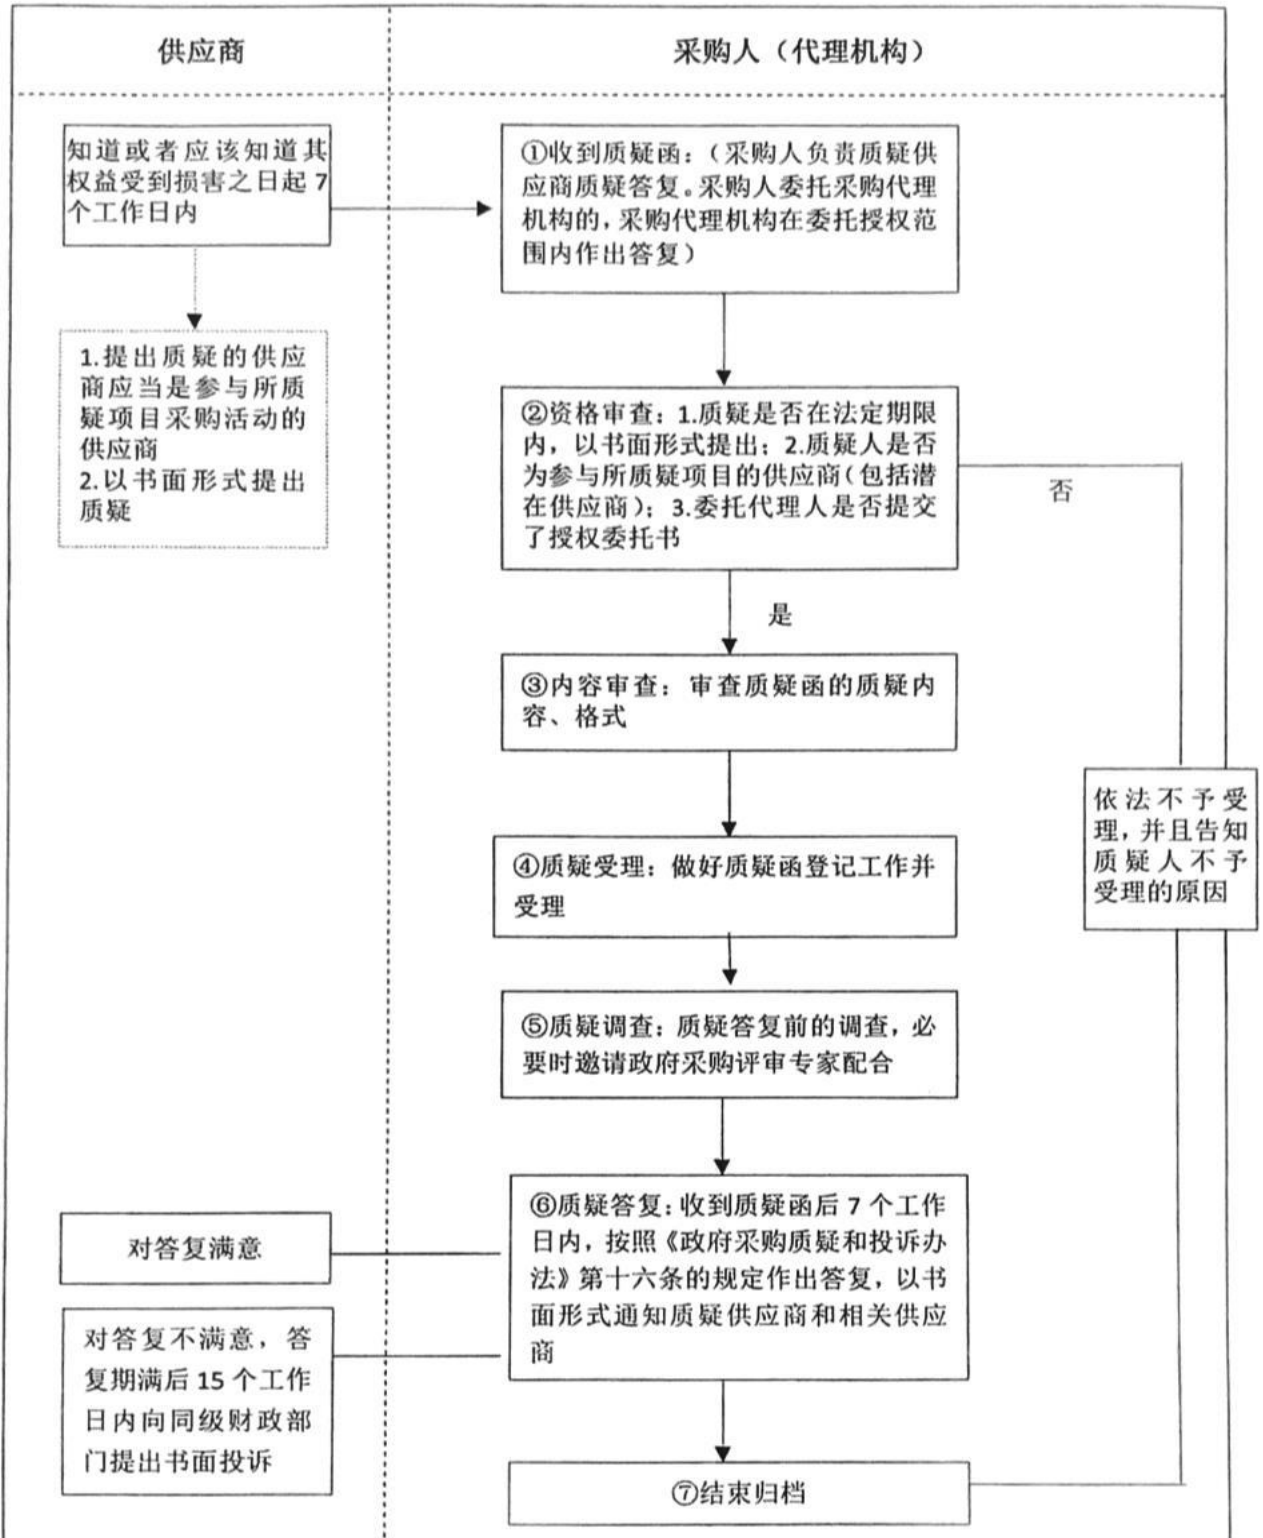 供应商
采购人（代理机构）
知道或者应该知道其
权益受到损害之日起 7
个工作日内
1.提出质疑的供应
商应当是参与所质
疑项目采购活动的
供应商
2.以书面形式提出
质疑
①收到质疑函：（采购人负责质疑供
应商质疑答复。采购人委托采购代理
机构的，采购代理机构在委托授权范
围内作出答复）
②资格审查：1.质疑是否在法定期限
内，以书面形式提出；2.质疑人是否
为参与所质疑项目的供应商（包括潜
在供应商）；3.委托代理人是否提交
了授权委托书
否
是
③内容审查：审查质疑函的质疑内
容、格式
依法不予受
理，并且告知
质疑人不予
受理的原因
④质疑受理：做好质疑函登记工作并
受理
⑤质疑调查：质疑答复前的调查，必
要时邀请政府采购评审专家配合
⑥质疑答复：收到质疑函后 7 个工作
日内，按照《政府采购质疑和投诉办
法》第十六条的规定作出答复，以书
面形式通知质疑供应商和相关供应
商
对答复满意
对答复不满意，答
复期满后 15 个工作
日内向同级财政部
门提出书面投诉
⑦结束归档